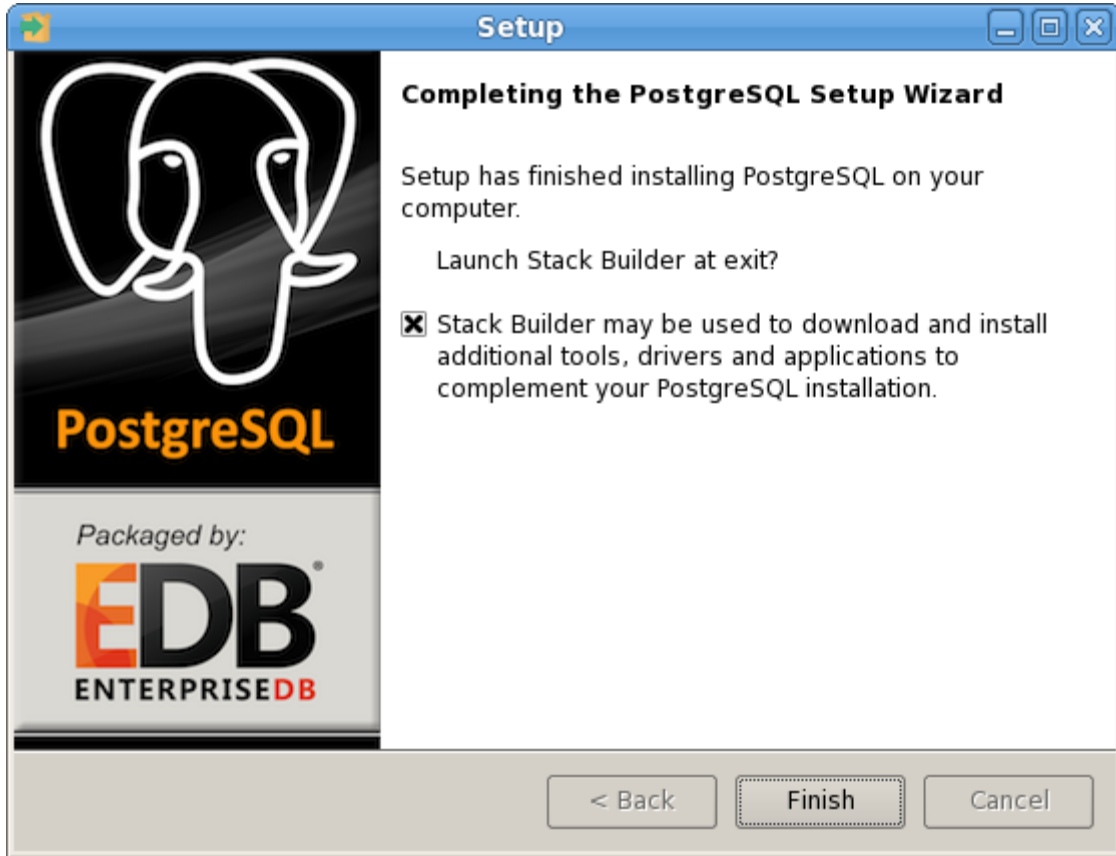 Setup
Completing the PostgreSQL Setup Wizard
Setup has finished installing PostgreSQL on your
computer.
Launch Stack Builder at exit?
Stack Builder may be used to download and install
additional tools, drivers and applications to
complement your PostgreSQL installation.
PostgreSQL
Packaged by:
EDB®
ENTERPRISEDB
< Back
Finish
Cancel